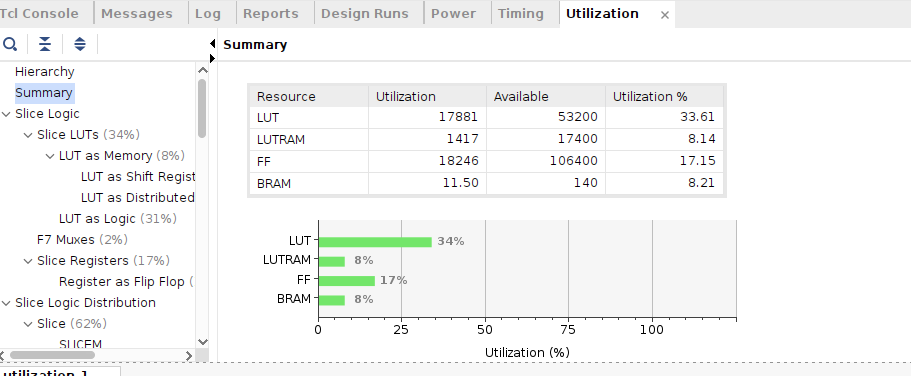 Tcl Console Messages Log Reports Design Runs Power Timing Utilization
Summary
Hierarchy
Summary
Slice Logic
Slice LUTs (34%)
LUT as Memory (8%)
LUT as Shift Regist
LUT as Distributed
LUT as Logic (31%)
F7 Muxes (2%)
Slice Registers (17%)
Register as Flip Flop (
Slice Logic Distribution
Slice (62%)
SLICEM
Resource Utilization Available Utilization %
LUT 17881 53200 33.61
LUTRAM 1417 17400 8.14
FF 18246 106400 17.15
BRAM 11.50 140 8.21
LUT 34%
LUTRAM 8%
FF 17%
BRAM 8%
0 25 50 75 100
Utilization (%)
utilization_1